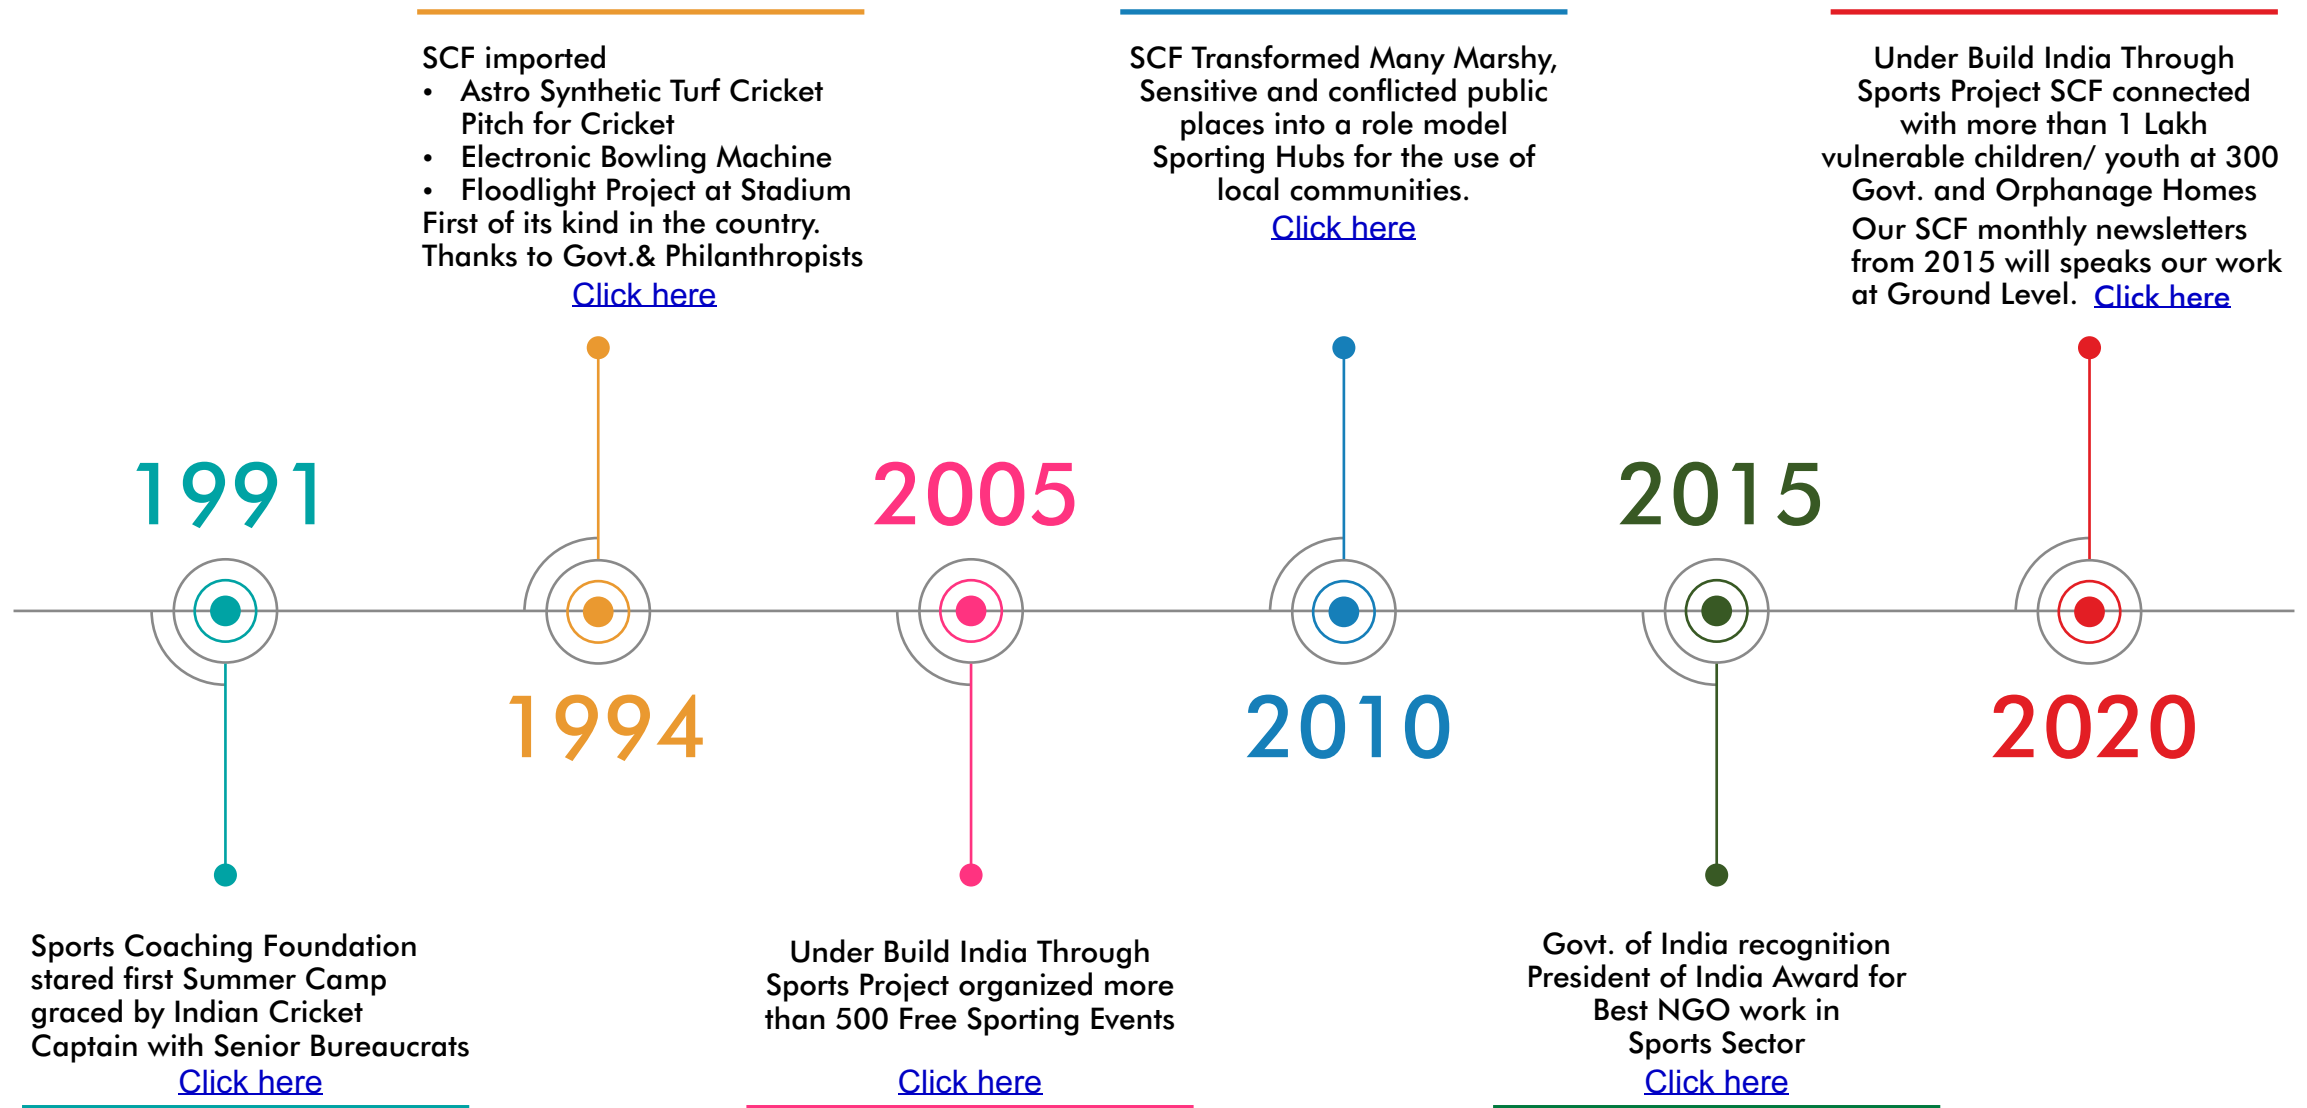 SCF imported
• Astro Synthetic Turf Cricket
Pitch for Cricket
• Electronic Bowling Machine
• Floodlight Project at Stadium
First of its kind in the country.
Thanks to Govt.& Philanthropists
Click here
SCF Transformed Many Marshy,
Sensitive and conflicted public
places into a role model
Sporting Hubs for the use of
local communities.
Click here
Under Build India Through
Sports Project SCF connected
with more than 1 Lakh
vulnerable children/ youth at 300
Govt. and Orphanage Homes
Our SCF monthly newsletters
from 2015 will speaks our work
at Ground Level. Click here
1991
2005
2015
1994
2010
2020
Sports Coaching Foundation
stared first Summer Camp
graced by Indian Cricket
Captain with Senior Bureaucrats
Click here
Under Build India Through
Sports Project organized more
than 500 Free Sporting Events
Click here
Govt. of India recognition
President of India Award for
Best NGO work in
Sports Sector
Click here